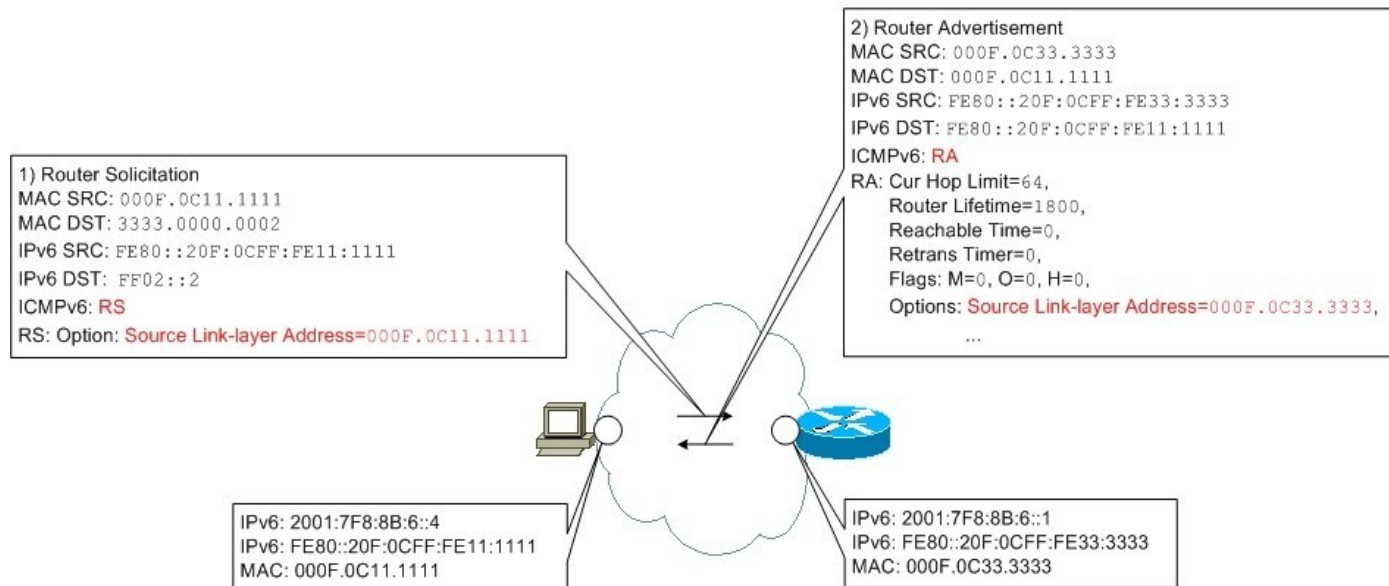 1) Router Solicitation
MAC SRC: 000F.0C11.1111
MAC DST: 3333.0000.0002
IPv6 SRC: FE80::20F:0CFF:FE11:1111
IPv6 DST: FF02::2
ICMPv6: RS
RS: Option: Source Link-layer Address=000F.0C11.1111
2) Router Advertisement
MAC SRC: 000F.0C33.3333
MAC DST: 000F.0C11.1111
IPv6 SRC: FE80::20F:0CFF:FE33:3333
IPv6 DST: FE80::20F:0CFF:FE11:1111
ICMPv6: RA
RA: Cur Hop Limit=64,
Router Lifetime=1800,
Reachable Time=0,
Retrans Timer=0,
Flags: M=0, O=0, H=0,
Options: Source Link-layer Address=000F.0C33.3333,
...
IPv6: 2001:7F8:8B:6::4
IPv6: FE80::20F:0CFF:FE11:1111
MAC: 000F.0C11.1111
IPv6: 2001:7F8:8B:6::1
IPv6: FE80::20F:0CFF:FE33:3333
MAC: 000F.0C33.3333